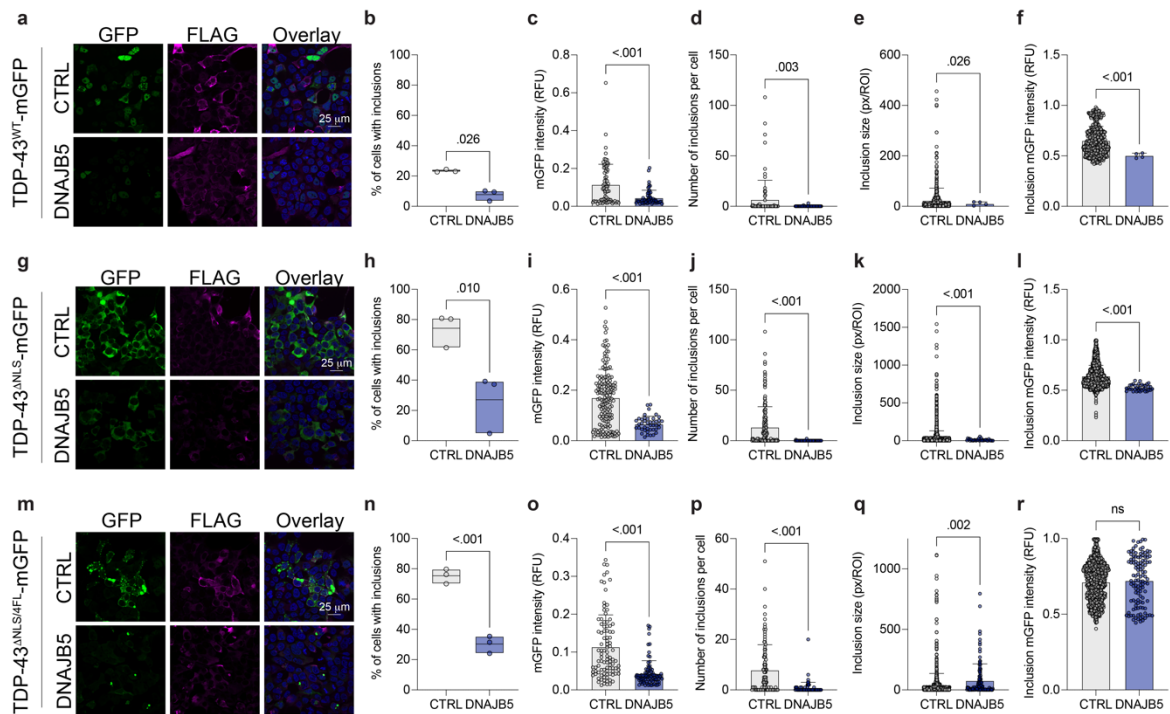 a
GFP FLAG Overlay
TDP-43WT-mGFP
CTRL
25 μm
DNAJB5
b
% of cells with inclusions
100
80
60
40
20
0
.026
CTRL DNAJB5
c
mGFP intensity (RFU)
0.8
0.6
0.4
0.2
0.0
<.001
CTRL DNAJB5
d
Number of inclusions per cell
150
100
50
0
.003
CTRL DNAJB5
e
Inclusion size (px/ROI)
800
600
400
200
0
.026
CTRL DNAJB5
f
Inclusion mGFP intensity (RFU)
1.5
1.0
0.5
0.0
<.001
CTRL DNAJB5
g
GFP FLAG Overlay
TDP-43ΔNLS-mGFP
CTRL
25 μm
DNAJB5
h
% of cells with inclusions
100
80
60
40
20
0
.010
CTRL DNAJB5
i
mGFP intensity (RFU)
0.6
0.5
0.4
0.3
0.2
0.1
0.0
<.001
CTRL DNAJB5
j
Number of inclusions per cell
150
100
50
0
<.001
CTRL DNAJB5
k
Inclusion size (px/ROI)
2000
1500
1000
500
0
<.001
CTRL DNAJB5
l
Inclusion mGFP intensity (RFU)
1.5
1.0
0.5
0.0
<.001
CTRL DNAJB5
m
GFP FLAG Overlay
TDP-43ΔNLS/4FL-mGFP
CTRL
25 μm
DNAJB5
n
% of cells with inclusions
100
80
60
40
20
0
<.001
CTRL DNAJB5
o
mGFP intensity (RFU)
0.4
0.3
0.2
0.1
0.0
<.001
CTRL DNAJB5
p
Number of inclusions per cell
60
40
20
0
<.001
CTRL DNAJB5
q
Inclusion size (px/ROI)
1000
500
0
.002
CTRL DNAJB5
r
Inclusion mGFP intensity (RFU)
1.0
0.5
0.0
ns
CTRL DNAJB5